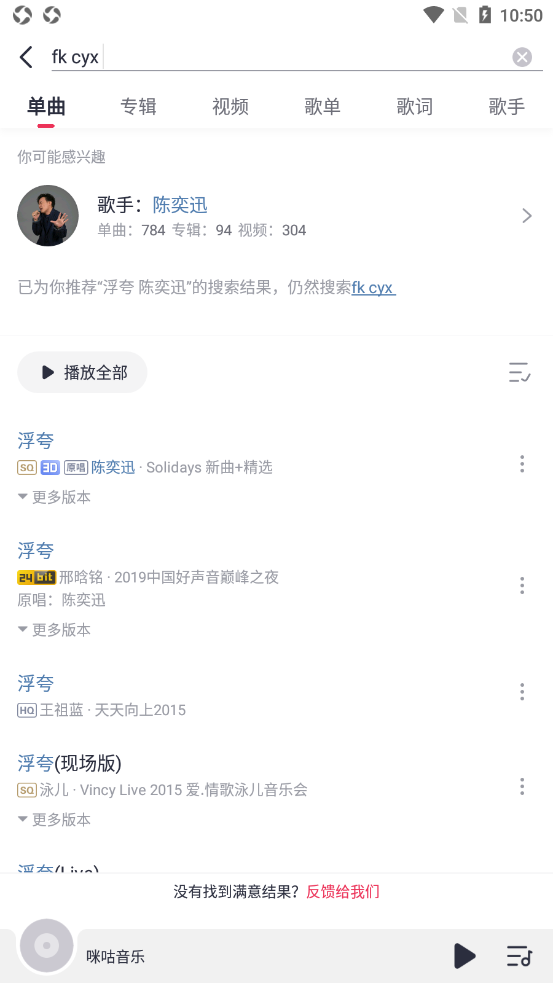 10:50
fk cyx
单曲 专辑 视频 歌单 歌词 歌手
你可能感兴趣
歌手：陈奕迅
单曲：784 专辑：94 视频：304
已为你推荐“浮夸 陈奕迅”的搜索结果，仍然搜索fk cyx
播放全部
浮夸
SQ 3D 原唱 陈奕迅 · Solidays 新曲+精选
更多版本
浮夸
24bit 邢晗铭 · 2019中国好声音巅峰之夜
原唱：陈奕迅
更多版本
浮夸
HQ 王祖蓝 · 天天向上2015
浮夸(现场版)
SQ 泳儿 · Vincy Live 2015 爱.情歌泳儿音乐会
更多版本
浮夸(Live)
没有找到满意结果？反馈给我们
咪咕音乐